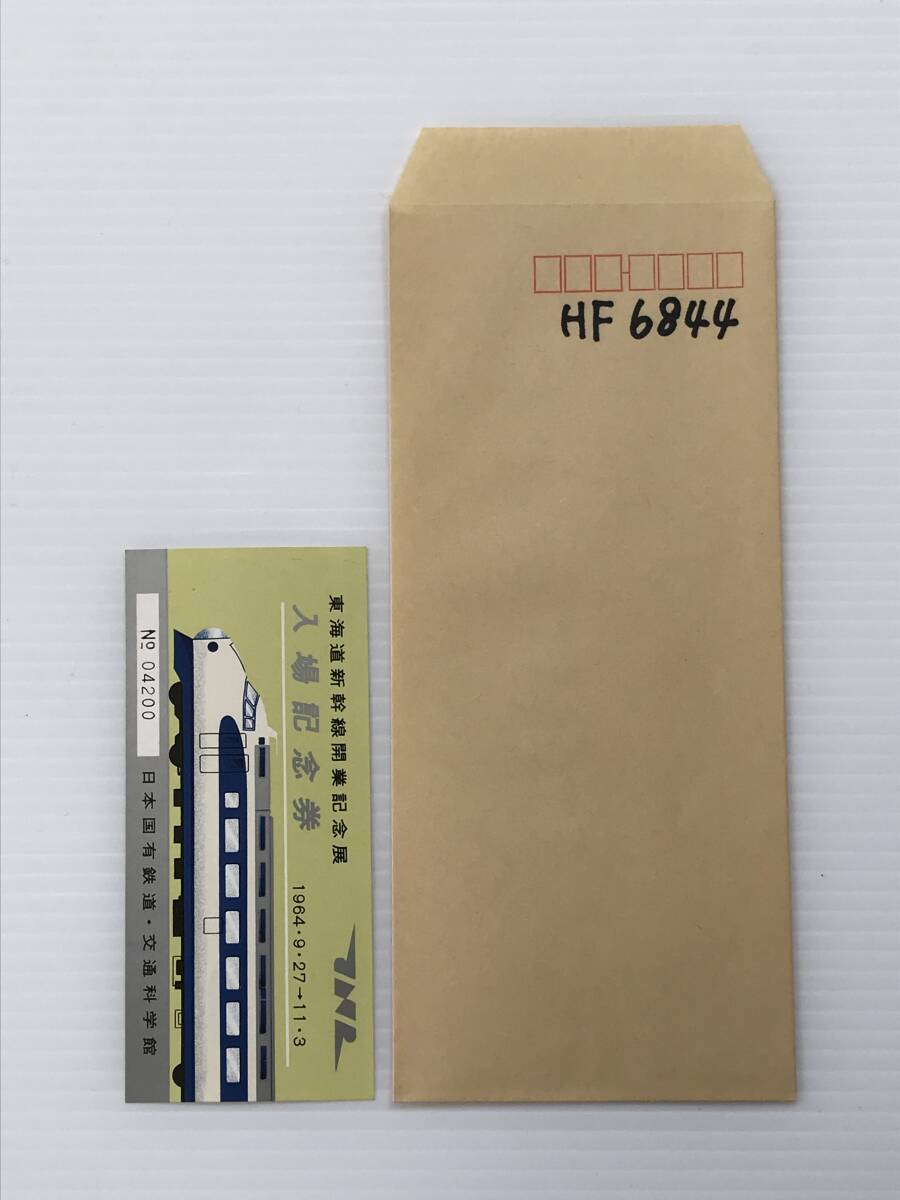 HF 6844
東海道新幹線開業記念展
入場記念券
1964・9・27→11・3
JNR
№ 04200
日本国有鉄道・交通科学館